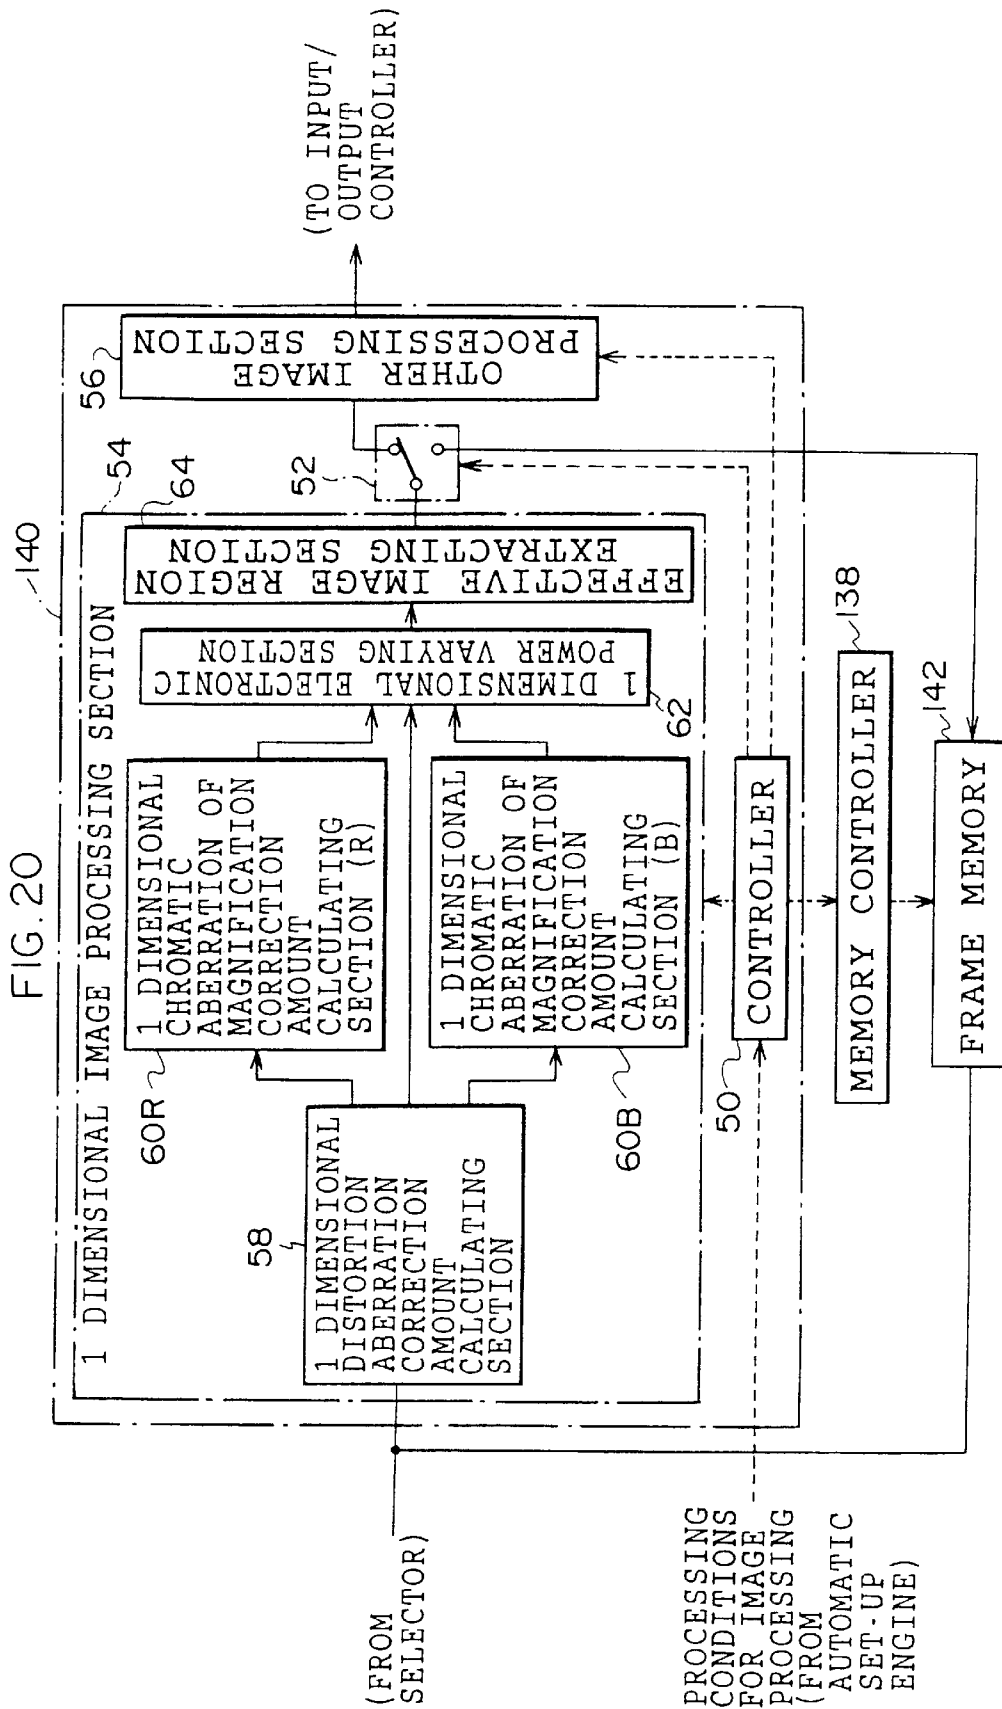 FIG. 20
140
1 DIMENSIONAL IMAGE PROCESSING SECTION
54
(FROM
SELECTOR)
58
1 DIMENSIONAL
DISTORTION
ABERRATION
CORRECTION
AMOUNT
CALCULATING
SECTION
60R
1 DIMENSIONAL
CHROMATIC
ABERRATION OF
MAGNIFICATION
CORRECTION
AMOUNT
CALCULATING
SECTION (R)
60B
1 DIMENSIONAL
CHROMATIC
ABERRATION OF
MAGNIFICATION
CORRECTION
AMOUNT
CALCULATING
SECTION (B)
1 DIMENSIONAL ELECTRONIC
POWER VARYING SECTION
62
64
EFFECTIVE IMAGE REGION
EXTRACTING SECTION
52
56
OTHER IMAGE
PROCESSING SECTION
(TO INPUT/
OUTPUT
CONTROLLER)
PROCESSING
CONDITIONS
FOR IMAGE
PROCESSING
(FROM
AUTOMATIC
SET-UP
ENGINE)
50
CONTROLLER
138
MEMORY CONTROLLER
142
FRAME MEMORY